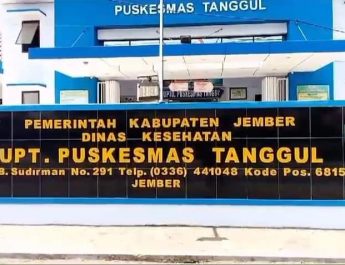 PUSKESMAS TANGGUL
PEMERINTAH KABUPATEN JEMBER
DINAS KESEHATAN
UPT. PUSKESMAS TANGGUL
Sudirman No. 291 Telp. (0336) 441048 Kode Pos. 6815
JEMBER